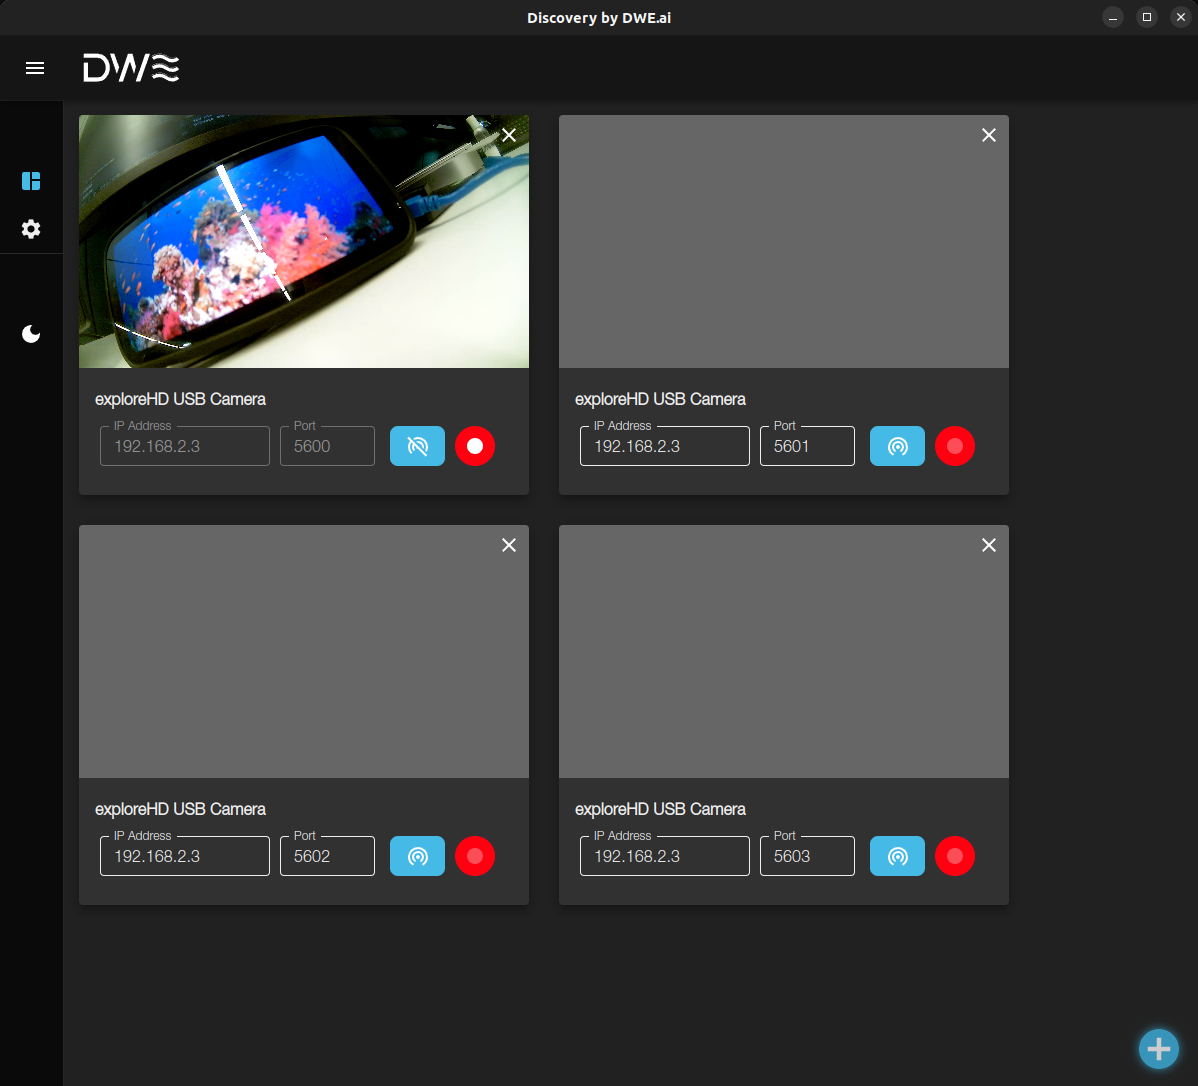 Discovery by DWE.ai
DWE
exploreHD USB Camera
IP Address
Port
192.168.2.3
5600
exploreHD USB Camera
IP Address
Port
192.168.2.3
5601
exploreHD USB Camera
IP Address
Port
192.168.2.3
5602
exploreHD USB Camera
IP Address
Port
192.168.2.3
5603